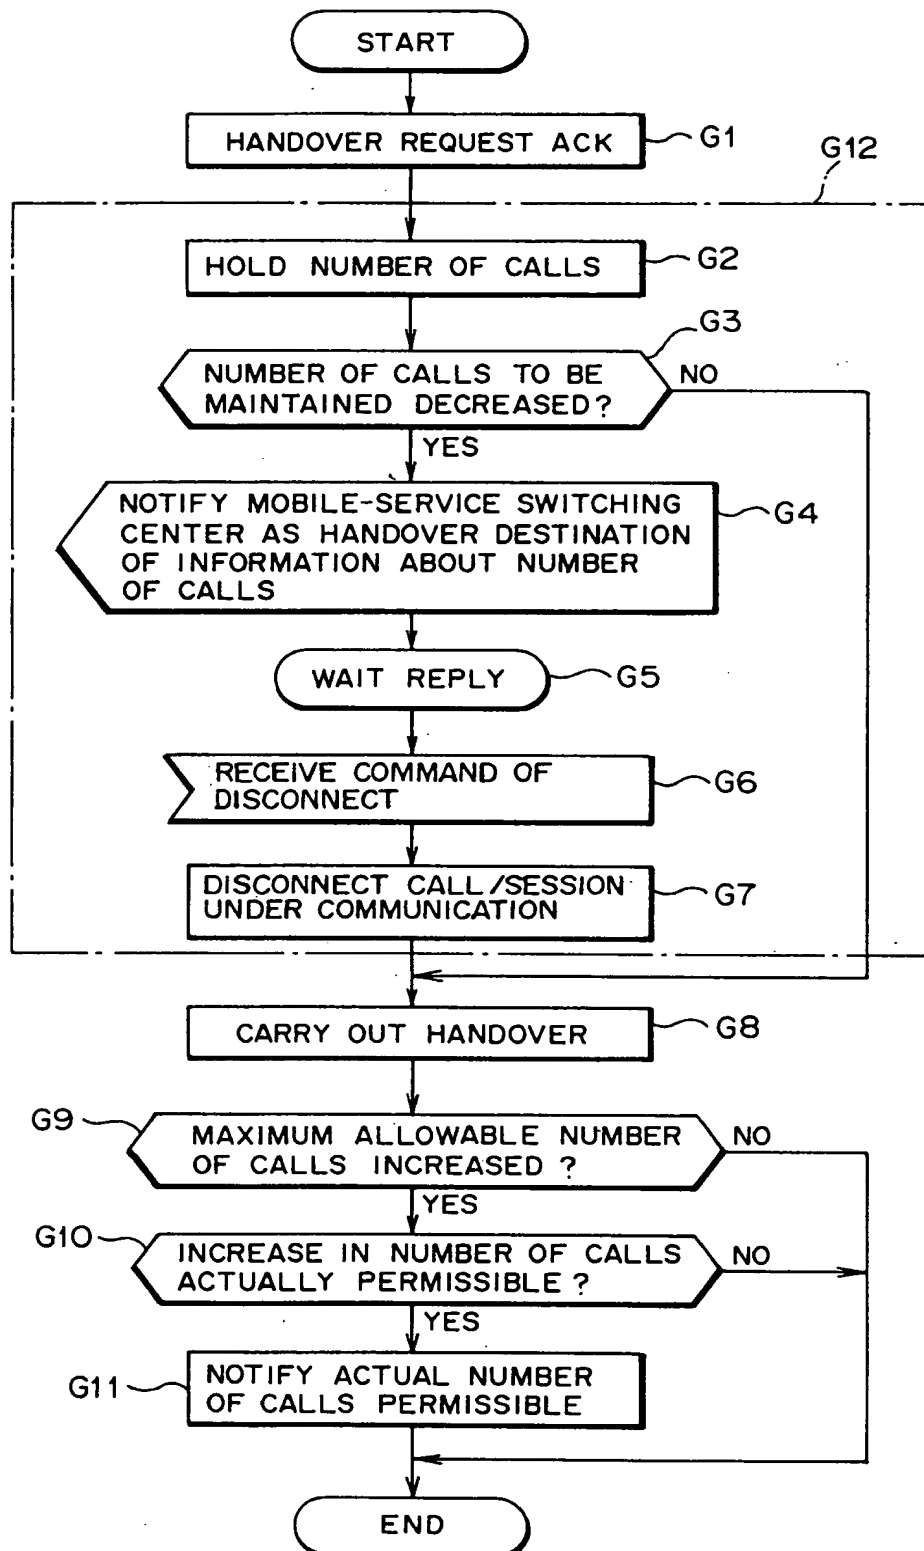 START
HANDOVER REQUEST ACK
G1
G12
HOLD NUMBER OF CALLS
G2
G3
NUMBER OF CALLS TO BE
MAINTAINED DECREASED?
NO
YES
NOTIFY MOBILE-SERVICE SWITCHING
CENTER AS HANDOVER DESTINATION
OF INFORMATION ABOUT NUMBER
OF CALLS
G4
WAIT REPLY
G5
RECEIVE COMMAND OF
DISCONNECT
G6
DISCONNECT CALL/SESSION
UNDER COMMUNICATION
G7
CARRY OUT HANDOVER
G8
G9
MAXIMUM ALLOWABLE NUMBER
OF CALLS INCREASED ?
NO
YES
G10
INCREASE IN NUMBER OF CALLS
ACTUALLY PERMISSIBLE ?
NO
YES
G11
NOTIFY ACTUAL NUMBER
OF CALLS PERMISSIBLE
END